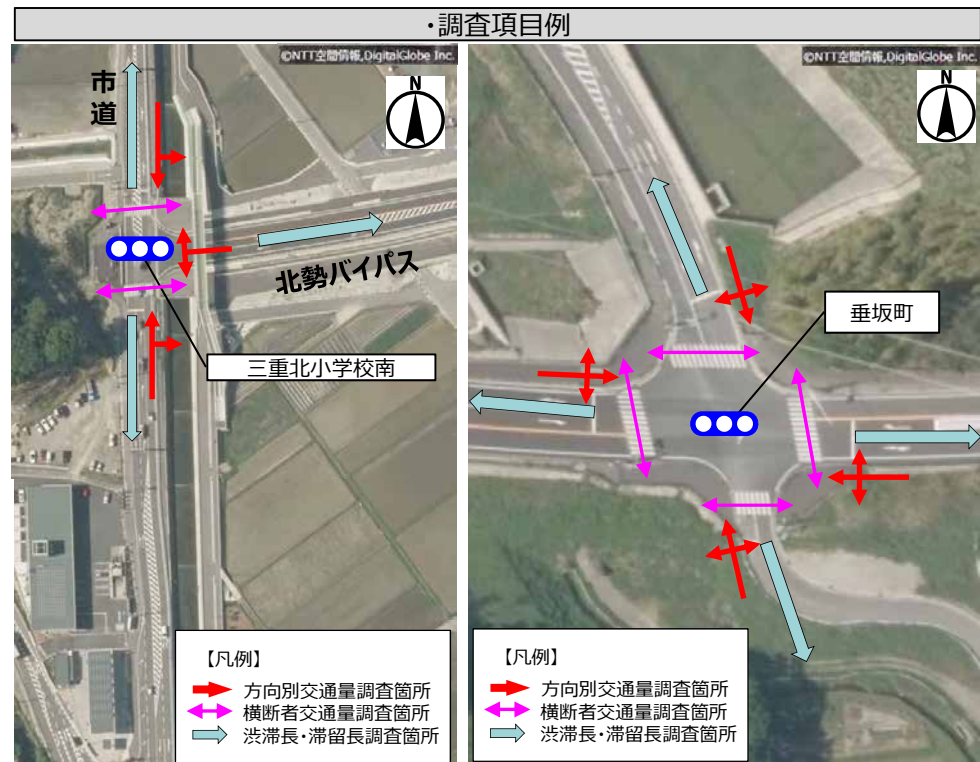 ・調査項目例
©NTT空間情報,DigitalGlobe Inc.
N
市道
北勢バイパス
三重北小学校南
【凡例】
方向別交通量調査箇所
横断者交通量調査箇所
渋滞長・滞留長調査箇所
©NTT空間情報,DigitalGlobe Inc.
N
垂坂町
【凡例】
方向別交通量調査箇所
横断者交通量調査箇所
渋滞長・滞留長調査箇所